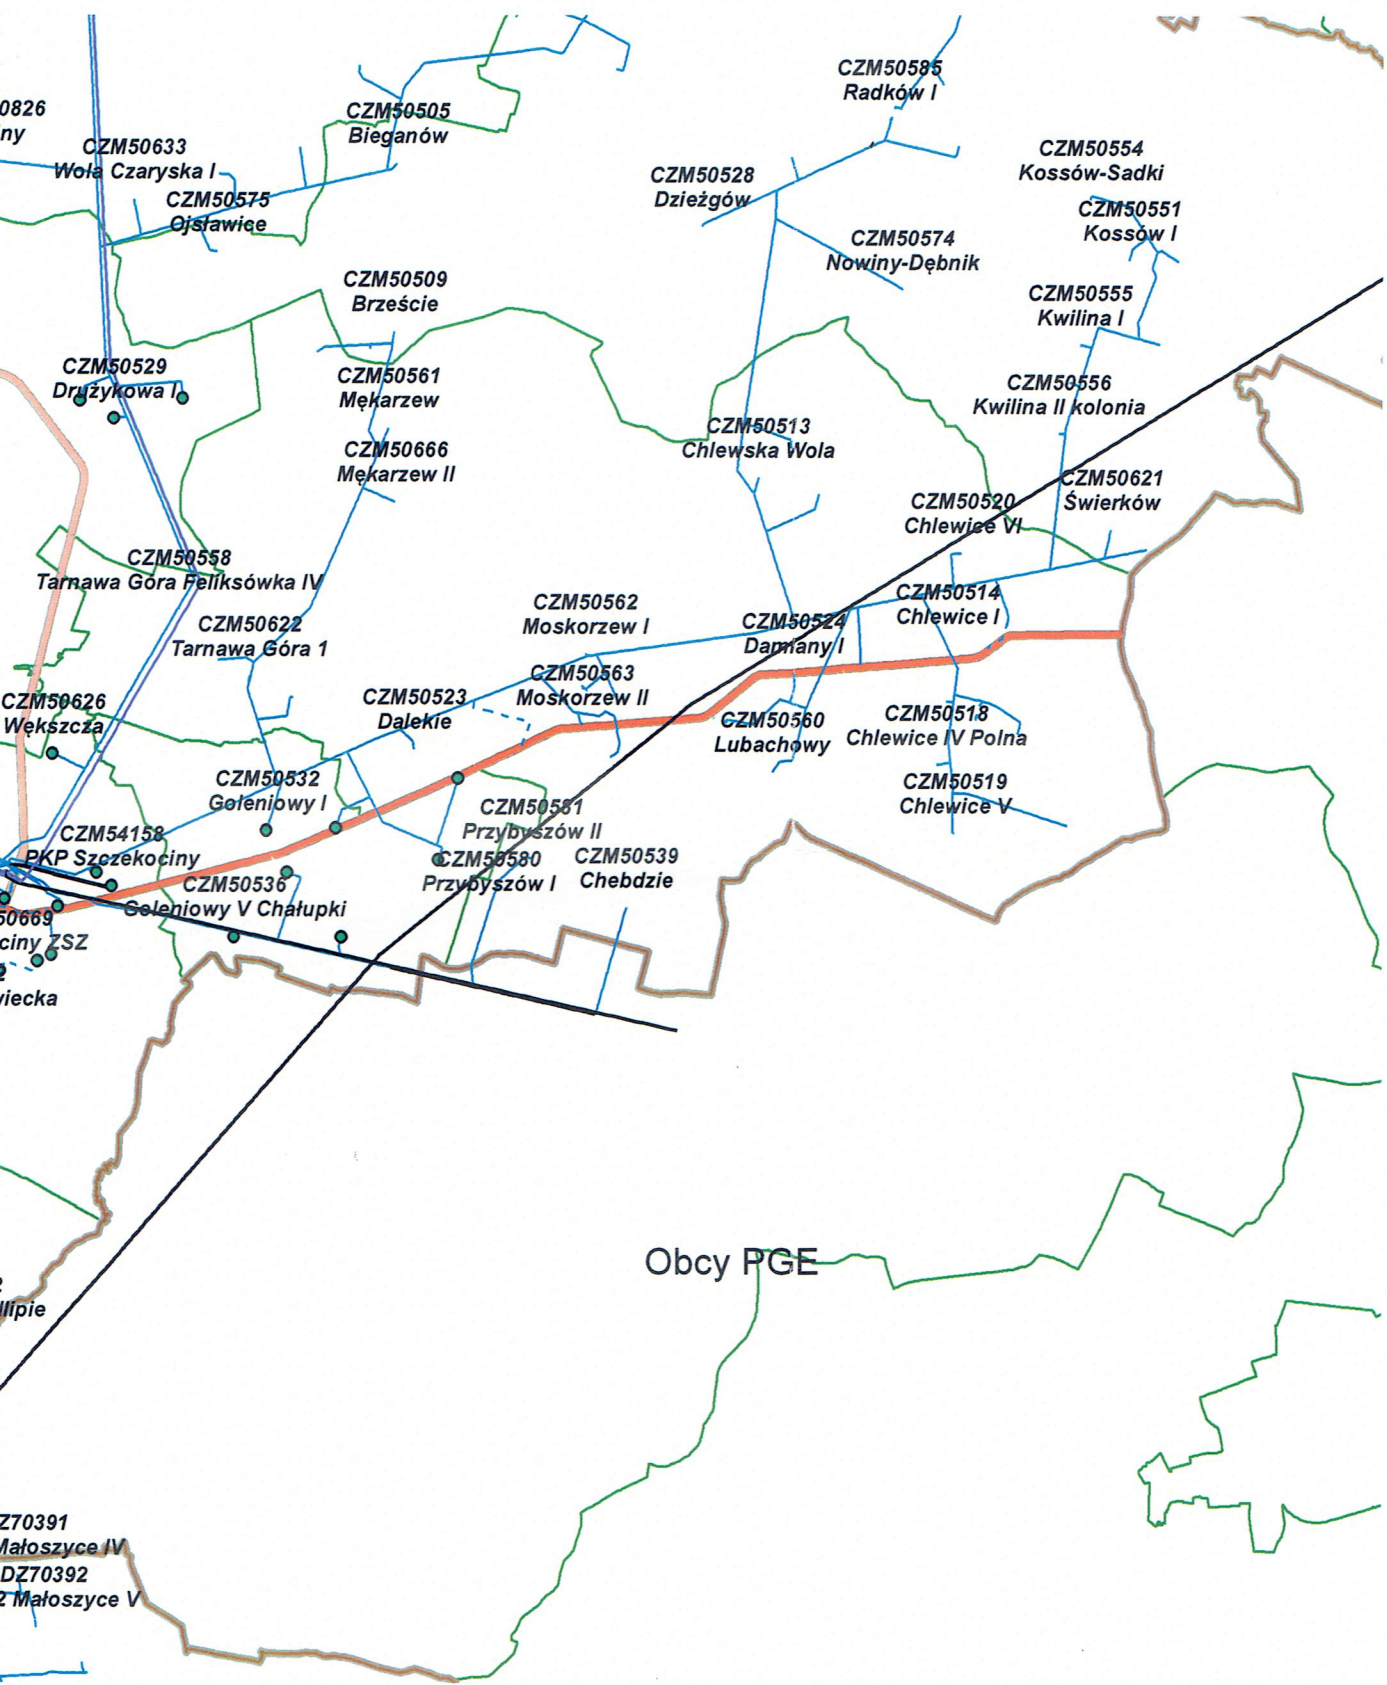 CZM50585
Radków I
0826
ny
CZM50505
Bieganów
CZM50633
Wola Czaryska I
CZM50554
Kossów-Sadki
CZM50528
Dzieżgów
CZM50575
Ojsławice
CZM50551
Kossów I
CZM50574
Nowiny-Dębnik
CZM50509
Brzeście
CZM50555
Kwilina I
CZM50529
Drużykowa I
CZM50561
Mękarzew
CZM50556
Kwilina II kolonia
CZM50513
Chlewska Wola
CZM50666
Mękarzew II
CZM50621
Świerków
CZM50520
Chlewice VI
CZM50558
Tarnawa Góra Feliksówka IV
CZM50514
Chlewice I
CZM50562
Moskorzew I
CZM50524
Damiany I
CZM50622
Tarnawa Góra 1
CZM50563
Moskorzew II
CZM50523
Dalekie
CZM50626
Wększcza
CZM50518
Chlewice IV Polna
CZM50560
Lubachowy
CZM50532
Goleniowy I
CZM50519
Chlewice V
CZM50581
Przybyszów II
CZM54158
PKP Szczekociny
CZM50580
Przybyszów I
CZM50539
Chebdzie
CZM50536
Goleniowy V Chałupki
50669
ciny ZSZ
wiecka
Obcy PGE
llipie
Z70391
Małoszyce IV
DZ70392
2 Małoszyce V